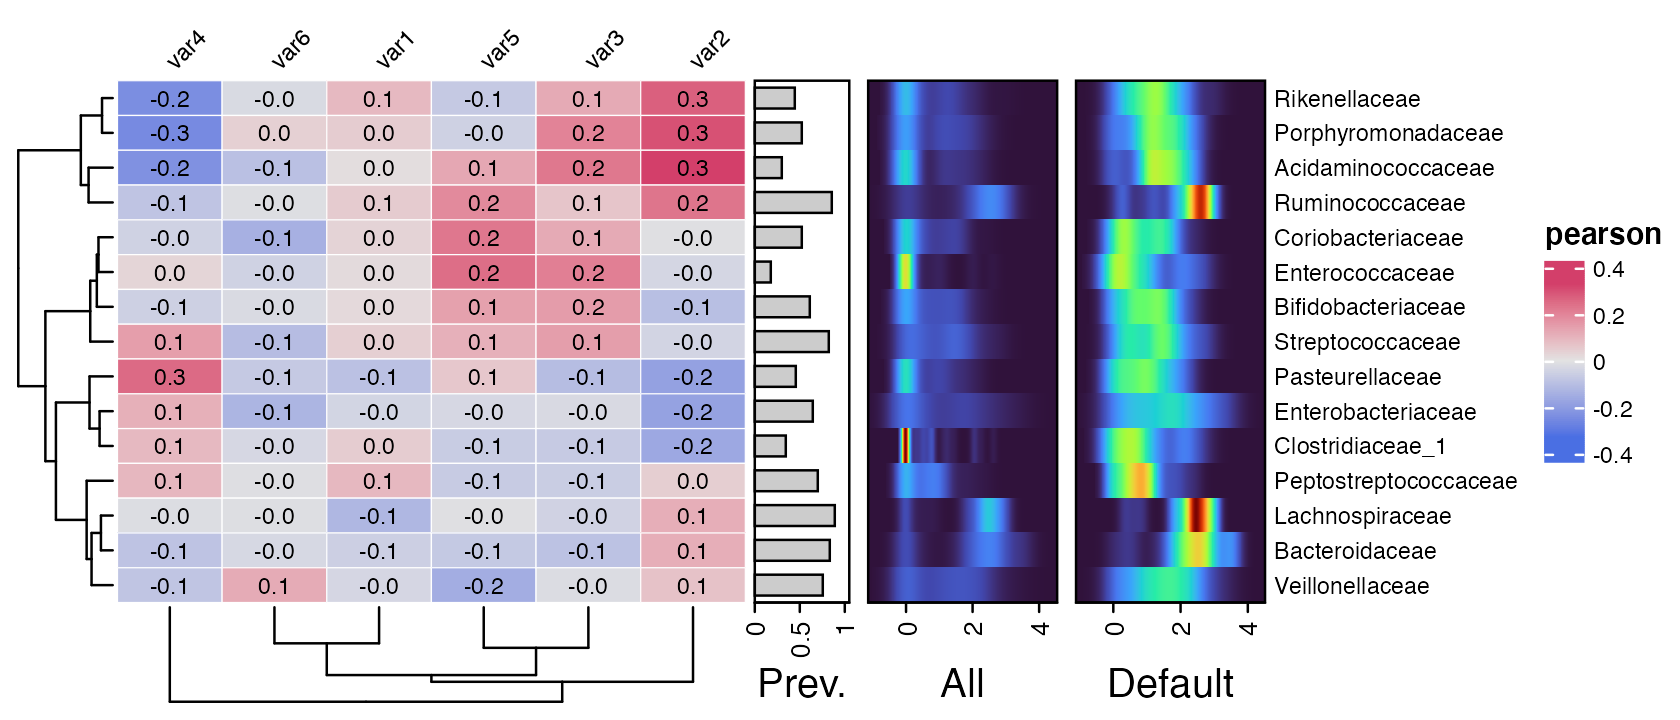 var4 var6 var1 var5 var3 var2
-0.2 -0.0 0.1 -0.1 0.1 0.3 Rikenellaceae
-0.3 0.0 0.0 -0.0 0.2 0.3 Porphyromonadaceae
-0.2 -0.1 0.0 0.1 0.2 0.3 Acidaminococcaceae
-0.1 -0.0 0.1 0.2 0.1 0.2 Ruminococcaceae
-0.0 -0.1 0.0 0.2 0.1 -0.0 Coriobacteriaceae
0.0 -0.0 0.0 0.2 0.2 -0.0 Enterococcaceae
-0.1 -0.0 0.0 0.1 0.2 -0.1 Bifidobacteriaceae
0.1 -0.1 0.0 0.1 0.1 -0.0 Streptococcaceae
0.3 -0.1 -0.1 0.1 -0.1 -0.2 Pasteurellaceae
0.1 -0.1 -0.0 -0.0 -0.0 -0.2 Enterobacteriaceae
0.1 -0.0 0.0 -0.1 -0.1 -0.2 Clostridiaceae_1
0.1 -0.0 0.1 -0.1 -0.1 0.0 Peptostreptococcaceae
-0.0 -0.0 -0.1 -0.0 -0.0 0.1 Lachnospiraceae
-0.1 -0.0 -0.1 -0.1 -0.1 0.1 Bacteroidaceae
-0.1 0.1 -0.0 -0.2 -0.0 0.1 Veillonellaceae
0 0.5 1 0 2 4 0 2 4
Prev. All Default
pearson
0.4
0.2
0
-0.2
-0.4